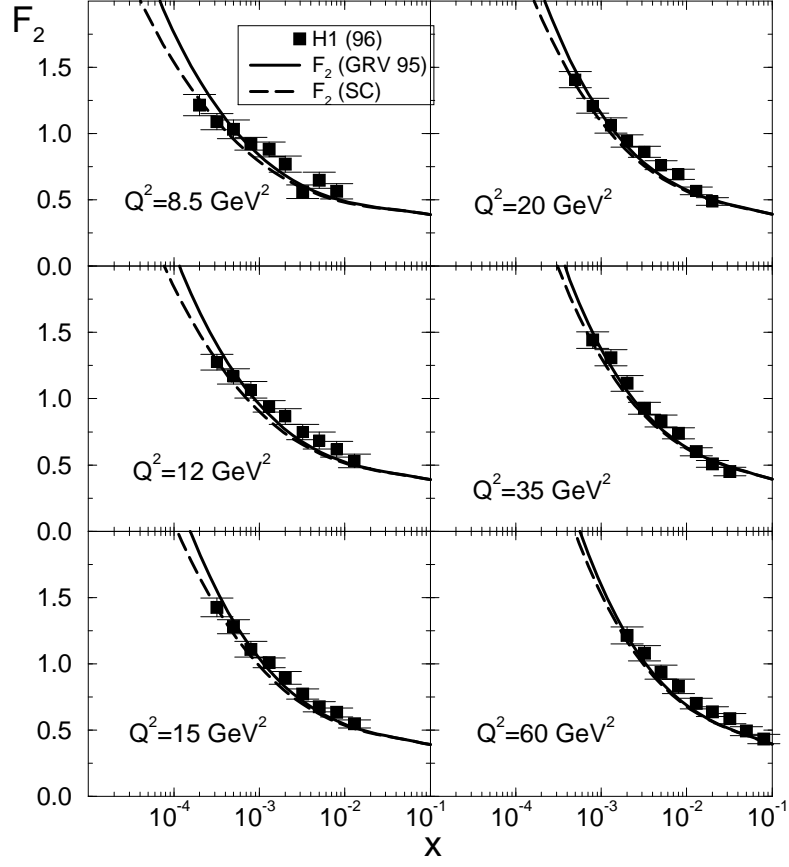 F₂
2.0
1.5
1.0
0.5
0.0
H1 (96)
F₂ (GRV 95)
F₂ (SC)
Q²=8.5 GeV²
Q²=20 GeV²
1.5
1.0
0.5
0.0
Q²=12 GeV²
Q²=35 GeV²
1.5
1.0
0.5
0.0
Q²=15 GeV²
Q²=60 GeV²
10⁻⁴ 10⁻³ 10⁻² 10⁻¹ 10⁻⁴ 10⁻³ 10⁻² 10⁻¹
x